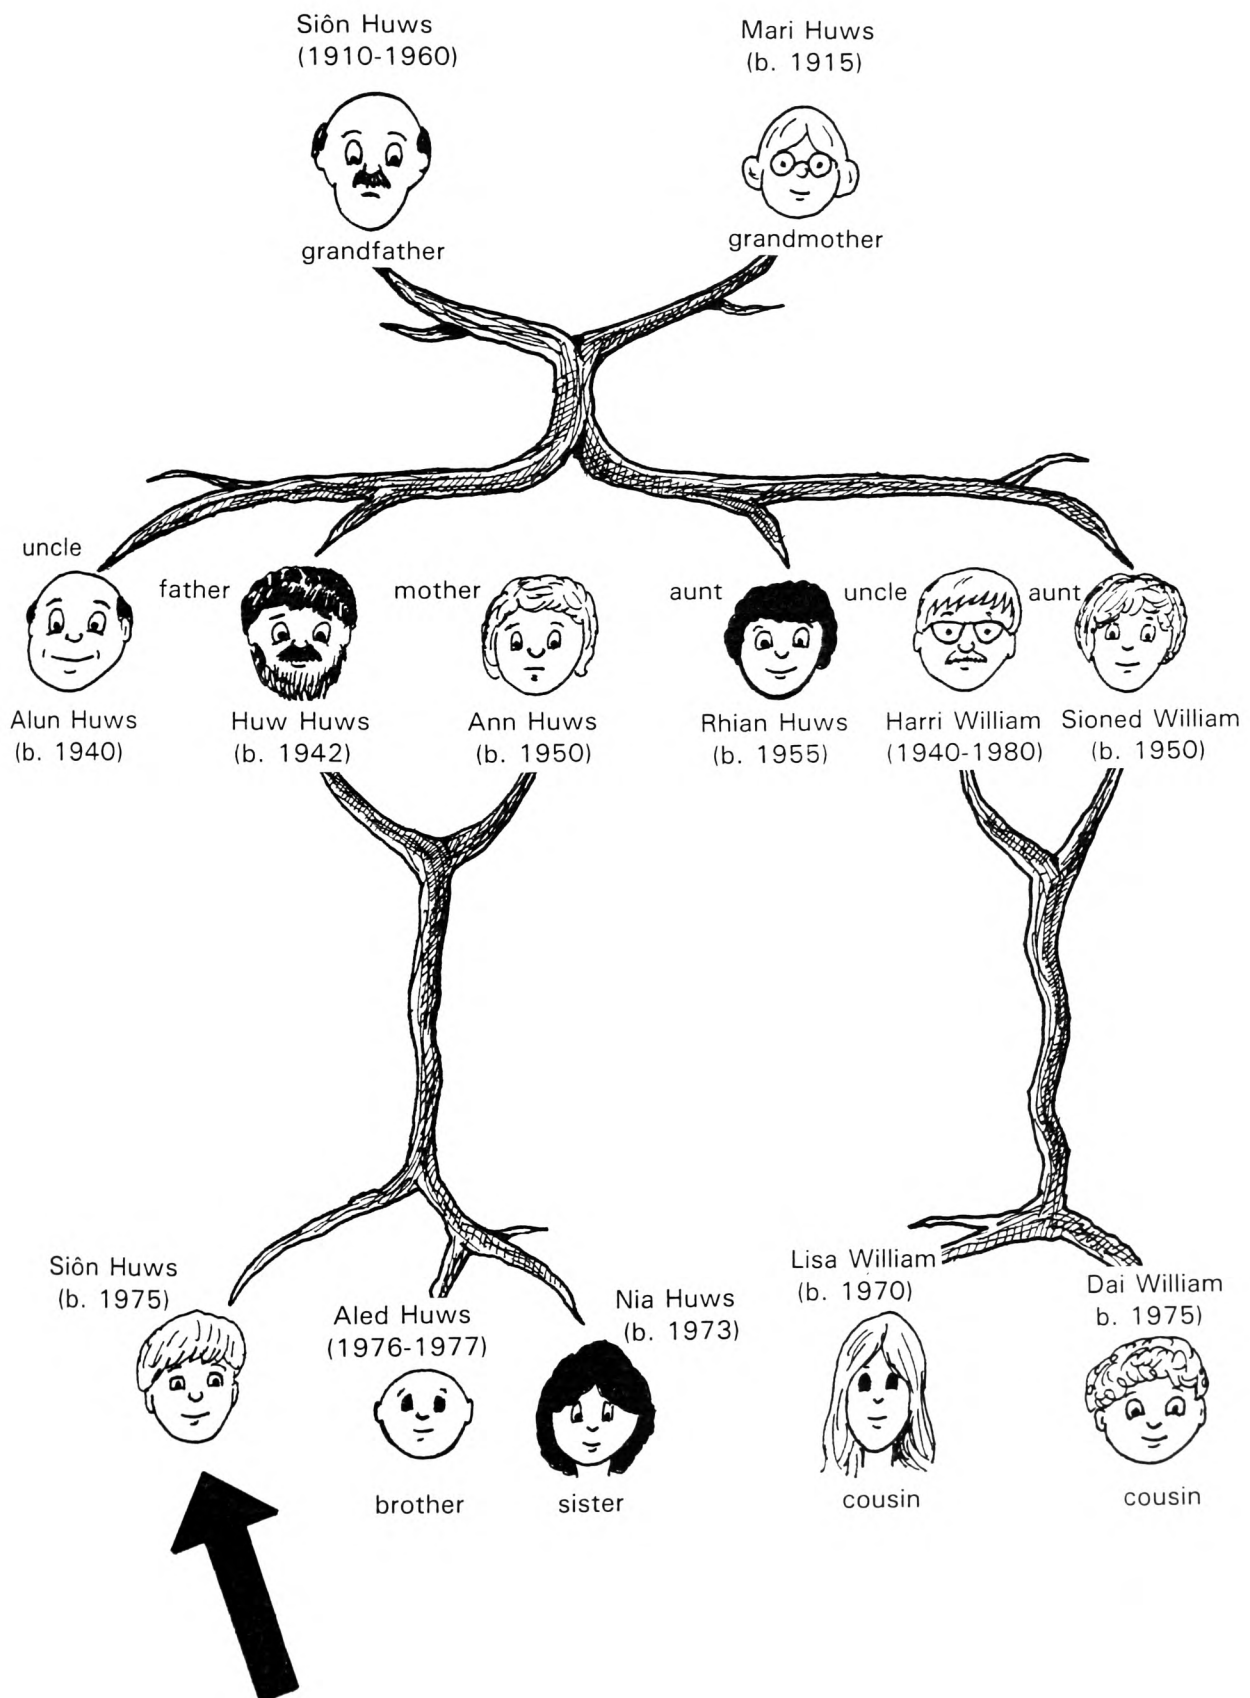 Siôn Huws
(1910-1960)
Mari Huws
(b. 1915)
grandfather
grandmother
uncle
father
mother
aunt
uncle
aunt
Alun Huws
(b. 1940)
Huw Huws
(b. 1942)
Ann Huws
(b. 1950)
Rhian Huws
(b. 1955)
Harri William
(1940-1980)
Sioned William
(b. 1950)
Siôn Huws
(b. 1975)
Aled Huws
(1976-1977)
Nia Huws
(b. 1973)
Lisa William
(b. 1970)
Dai William
b. 1975)
brother
sister
cousin
cousin